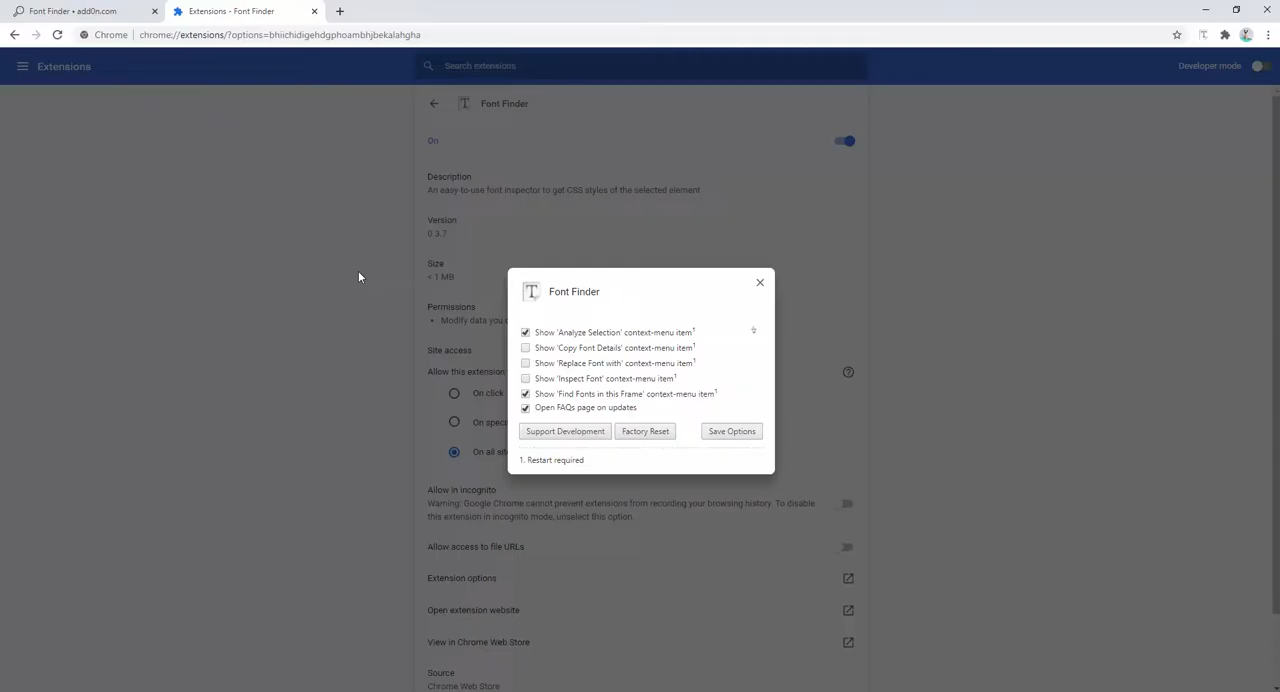 Font Finder • add0n.com
Extensions - Font Finder
Chrome
chrome://extensions/?options=bhiichidigehdgphoambhjbekalahgha
Extensions
Search extensions
Developer mode
Font Finder
On
Description
An easy-to-use font inspector to get CSS styles of the selected element
Version
0.3.7
Size
< 1 MB
Permissions
• Modify data you
Site access
Allow this extension
On click
On speci
On all sit
Font Finder
Show 'Analyze Selection' context-menu item1
Show 'Copy Font Details' context-menu item1
Show 'Replace Font with' context-menu item1
Show 'Inspect Font' context-menu item1
Show 'Find Fonts in this Frame' context-menu item1
Open FAQs page on updates
Support Development
Factory Reset
Save Options
1. Restart required
Allow in incognito
Warning: Google Chrome cannot prevent extensions from recording your browsing history. To disable
this extension in incognito mode, unselect this option.
Allow access to file URLs
Extension options
Open extension website
View in Chrome Web Store
Source
Chrome Web Store